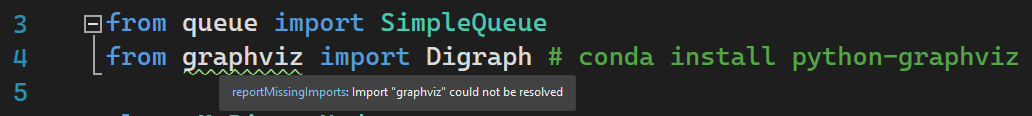 3 from queue import SimpleQueue
4 from graphviz import Digraph # conda install python-graphviz
5
reportMissingImports: Import "graphviz" could not be resolved